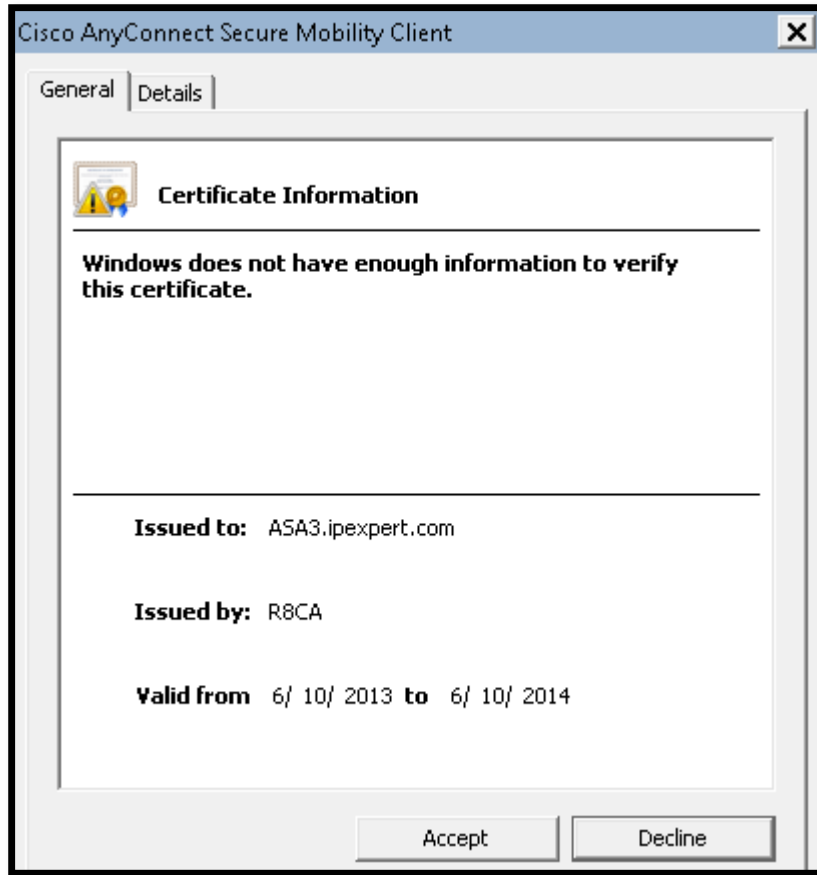 Cisco AnyConnect Secure Mobility Client
General Details
Certificate Information
Windows does not have enough information to verify
this certificate.
Issued to: ASA3.ipexpert.com
Issued by: R8CA
Valid from 6/ 10/ 2013 to 6/ 10/ 2014
Accept Decline